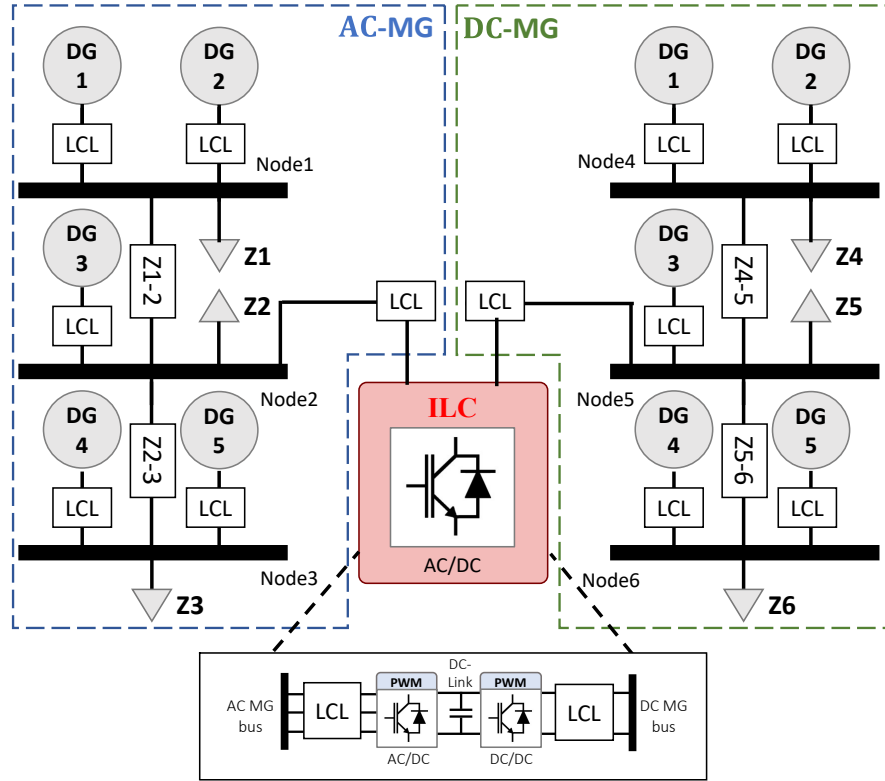 AC-MG
DG
1
DG
2
LCL
LCL
Node1
DG
3
Z1-2
Z1
Z2
LCL
LCL
Node2
DG
4
Z2-3
DG
5
LCL
LCL
Node3
Z3
DC-MG
DG
1
DG
2
LCL
LCL
Node4
DG
3
Z4-5
Z4
Z5
LCL
LCL
Node5
DG
4
Z5-6
DG
5
LCL
LCL
Node6
Z6
ILC
AC/DC
AC MG
bus
LCL
PWM
AC/DC
DC-
Link
PWM
DC/DC
LCL
DC MG
bus